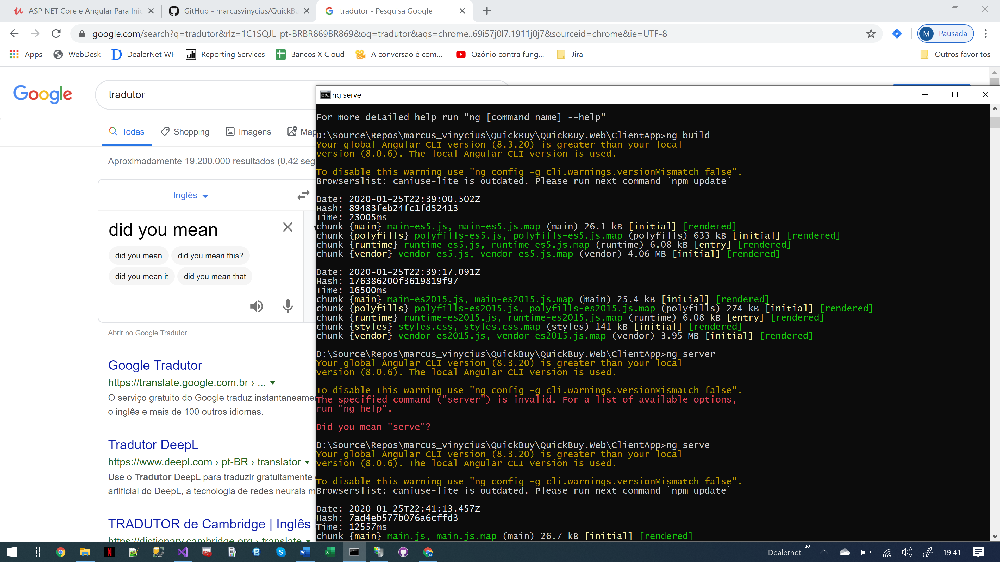 ASP NET Core e Angular Para Inic
GitHub - marcusvinycius/QuickBu
tradutor - Pesquisa Google
google.com/search?q=tradutor&rlz=1C1SQJL_pt-BRBR869BR869&oq=tradutor&aqs=chrome..69i57j0l7.1911j0j7&sourceid=chrome&ie=UTF-8
M Pausada
Apps
WebDesk
DealerNet WF
Reporting Services
Bancos X Cloud
A conversão é com...
Ozônio contra fung...
Jira
Outros favoritos
Google
tradutor
Todas
Shopping
Imagens
Map
Aproximadamente 19.200.000 resultados (0,42 seg
Inglês
did you mean
did you mean
did you mean this?
did you mean it
did you mean that
Abrir no Google Tradutor
Google Tradutor
https://translate.google.com.br › ...
O serviço gratuito do Google traduz instantaneamen
o inglês e mais de 100 outros idiomas.
Tradutor DeepL
https://www.deepl.com › pt-BR › translator
Use o Tradutor DeepL para traduzir gratuitamente
artificial do DeepL, a tecnologia de redes neurais m
TRADUTOR de Cambridge | Inglês
https://dictionary.cambridge.org › translate
ng serve
For more detailed help run "ng [command name] --help"
D:\Source\Repos\marcus_vinycius\QuickBuy\QuickBuy.Web\ClientApp>ng build
Your global Angular CLI version (8.3.20) is greater than your local
version (8.0.6). The local Angular CLI version is used.
To disable this warning use "ng config -g cli.warnings.versionMismatch false".
Browserslist: caniuse-lite is outdated. Please run next command `npm update`
Date: 2020-01-25T22:39:00.502Z
Hash: 89483feb24fc1fd52413
Time: 23005ms
chunk {main} main-es5.js, main-es5.js.map (main) 26.1 kB [initial] [rendered]
chunk {polyfills} polyfills-es5.js, polyfills-es5.js.map (polyfills) 633 kB [initial] [rendered]
chunk {runtime} runtime-es5.js, runtime-es5.js.map (runtime) 6.08 kB [entry] [rendered]
chunk {vendor} vendor-es5.js, vendor-es5.js.map (vendor) 4.06 MB [initial] [rendered]
Date: 2020-01-25T22:39:17.091Z
Hash: 176386200f3619819f97
Time: 16500ms
chunk {main} main-es2015.js, main-es2015.js.map (main) 25.4 kB [initial] [rendered]
chunk {polyfills} polyfills-es2015.js, polyfills-es2015.js.map (polyfills) 274 kB [initial] [rendered]
chunk {runtime} runtime-es2015.js, runtime-es2015.js.map (runtime) 6.08 kB [entry] [rendered]
chunk {styles} styles.css, styles.css.map (styles) 141 kB [initial] [rendered]
chunk {vendor} vendor-es2015.js, vendor-es2015.js.map (vendor) 3.95 MB [initial] [rendered]
D:\Source\Repos\marcus_vinycius\QuickBuy\QuickBuy.Web\ClientApp>ng server
Your global Angular CLI version (8.3.20) is greater than your local
version (8.0.6). The local Angular CLI version is used.
To disable this warning use "ng config -g cli.warnings.versionMismatch false".
The specified command ("server") is invalid. For a list of available options,
run "ng help".
Did you mean "serve"?
D:\Source\Repos\marcus_vinycius\QuickBuy\QuickBuy.Web\ClientApp>ng serve
Your global Angular CLI version (8.3.20) is greater than your local
version (8.0.6). The local Angular CLI version is used.
To disable this warning use "ng config -g cli.warnings.versionMismatch false".
Browserslist: caniuse-lite is outdated. Please run next command `npm update`
Date: 2020-01-25T22:41:13.457Z
Hash: 7ad4eb577b076a6cffd3
Time: 12557ms
chunk {main} main.js, main.js.map (main) 26.7 kB [initial] [rendered]
Dealernet
19:41